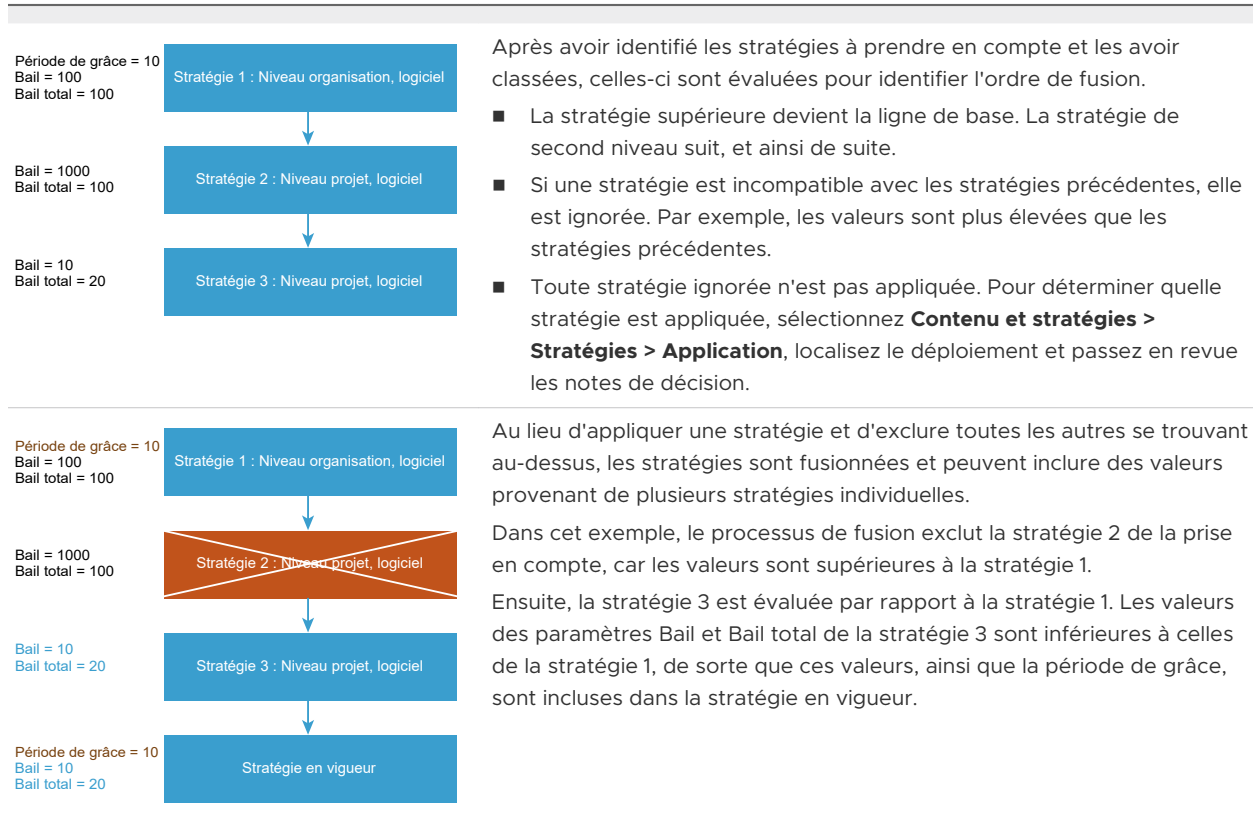 Période de grâce = 10
Bail = 100
Bail total = 100
Stratégie 1 : Niveau organisation, logiciel
Bail = 1000
Bail total = 100
Stratégie 2 : Niveau projet, logiciel
Bail = 10
Bail total = 20
Stratégie 3 : Niveau projet, logiciel
Après avoir identifié les stratégies à prendre en compte et les avoir
classées, celles-ci sont évaluées pour identifier l'ordre de fusion.
■ La stratégie supérieure devient la ligne de base. La stratégie de
second niveau suit, et ainsi de suite.
■ Si une stratégie est incompatible avec les stratégies précédentes, elle
est ignorée. Par exemple, les valeurs sont plus élevées que les
stratégies précédentes.
■ Toute stratégie ignorée n'est pas appliquée. Pour déterminer quelle
stratégie est appliquée, sélectionnez Contenu et stratégies >
Stratégies > Application, localisez le déploiement et passez en revue
les notes de décision.
Période de grâce = 10
Bail = 100
Bail total = 100
Stratégie 1 : Niveau organisation, logiciel
Bail = 1000
Bail total = 100
Stratégie 2 : Niveau projet, logiciel
Bail = 10
Bail total = 20
Stratégie 3 : Niveau projet, logiciel
Période de grâce = 10
Bail = 10
Bail total = 20
Stratégie en vigueur
Au lieu d'appliquer une stratégie et d'exclure toutes les autres se trouvant
au-dessus, les stratégies sont fusionnées et peuvent inclure des valeurs
provenant de plusieurs stratégies individuelles.
Dans cet exemple, le processus de fusion exclut la stratégie 2 de la prise
en compte, car les valeurs sont supérieures à la stratégie 1.
Ensuite, la stratégie 3 est évaluée par rapport à la stratégie 1. Les valeurs
des paramètres Bail et Bail total de la stratégie 3 sont inférieures à celles
de la stratégie 1, de sorte que ces valeurs, ainsi que la période de grâce,
sont incluses dans la stratégie en vigueur.